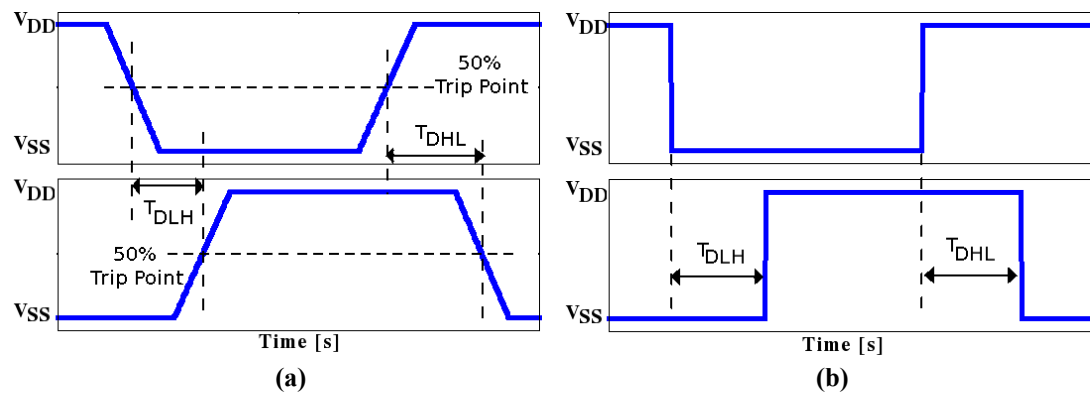 VDD
50%
Trip Point
VSS
TDHL
VDD
TDLH
50%
Trip Point
VSS
Time [s]
(a)
VDD
VSS
VDD
TDLH
TDHL
VSS
Time [s]
(b)